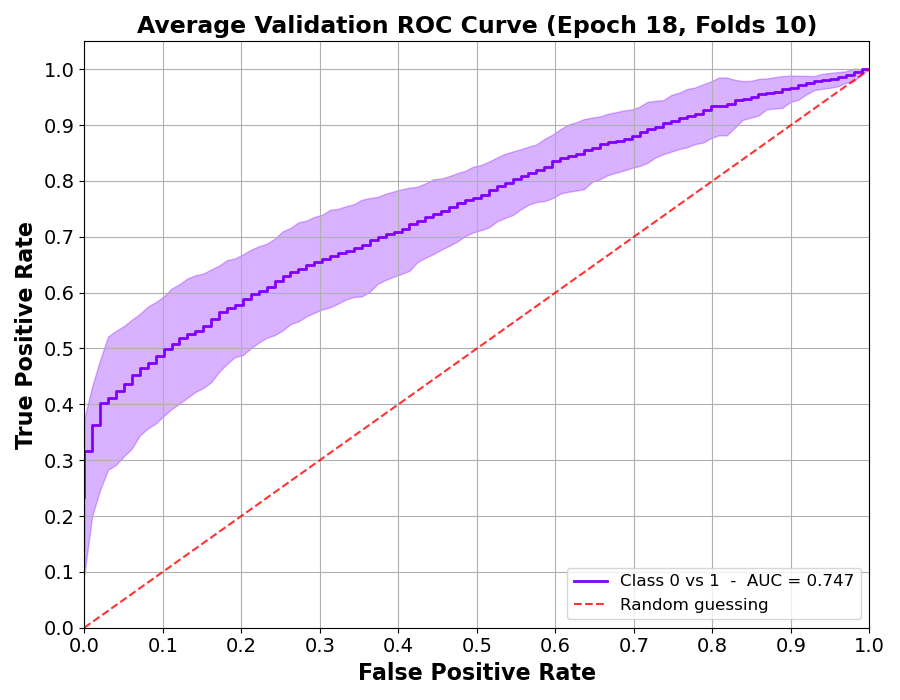 Average Validation ROC Curve (Epoch 18, Folds 10)
True Positive Rate
1.0
0.9
0.8
0.7
0.6
0.5
0.4
0.3
0.2
0.1
0.0
Class 0 vs 1 - AUC = 0.747
Random guessing
0.0 0.1 0.2 0.3 0.4 0.5 0.6 0.7 0.8 0.9 1.0
False Positive Rate